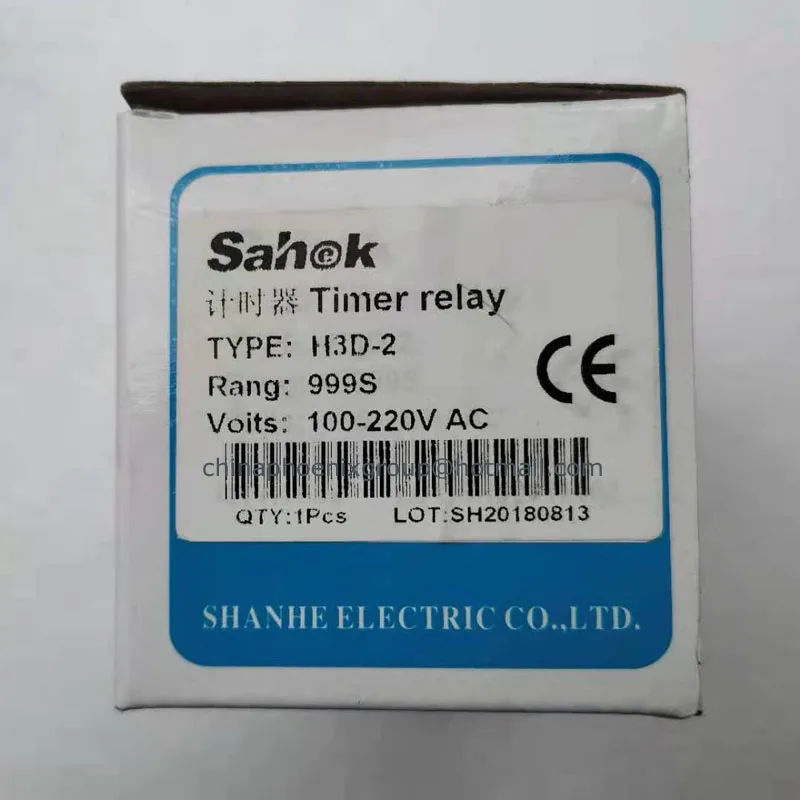 Sahok
计时器 Timer relay
TYPE: H3D-2
Rang: 999S
Voits: 100-220V AC
CE
chinaphoenixgroup@hotmail.com
QTY:1Pcs LOT:SH20180813
SHANHE ELECTRIC CO.,LTD.